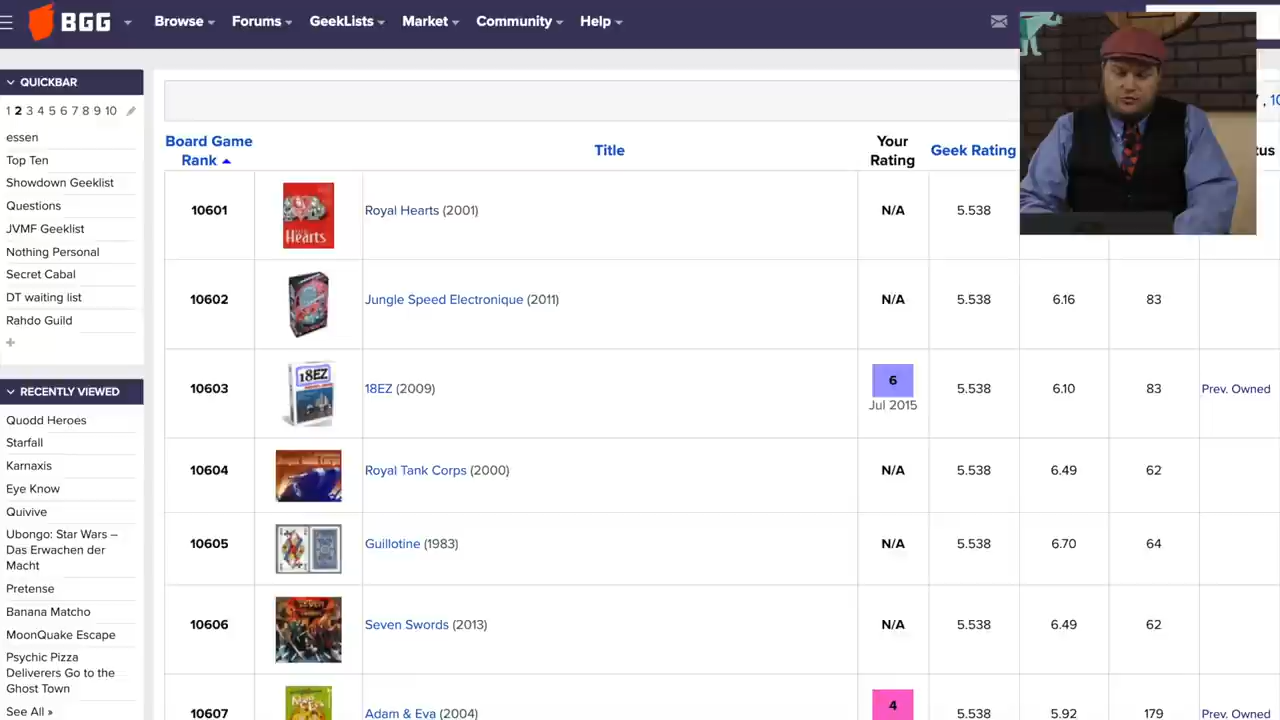 BGG
Browse
Forums
GeekLists
Market
Community
Help
QUICKBAR
1 2 3 4 5 6 7 8 9 10
essen
Top Ten
Showdown Geeklist
Questions
JVMF Geeklist
Nothing Personal
Secret Cabal
DT waiting list
Rahdo Guild
+
RECENTLY VIEWED
Quodd Heroes
Starfall
Karnaxis
Eye Know
Quivive
Ubongo: Star Wars –
Das Erwachen der
Macht
Pretense
Banana Matcho
MoonQuake Escape
Psychic Pizza
Deliverers Go to the
Ghost Town
See All »
Board Game
Rank
Title
Your
Rating
Geek Rating
10601
Hearts
Royal Hearts (2001)
N/A
5.538
10602
Jungle Speed Electronique (2011)
N/A
5.538
6.16
83
10603
18EZ
18EZ (2009)
6
Jul 2015
5.538
6.10
83
Prev. Owned
10604
Royal Tank Corps (2000)
N/A
5.538
6.49
62
10605
Guillotine (1983)
N/A
5.538
6.70
64
10606
Seven Swords (2013)
N/A
5.538
6.49
62
10607
Adam & Eva (2004)
4
5.538
5.92
179
Prev. Owned